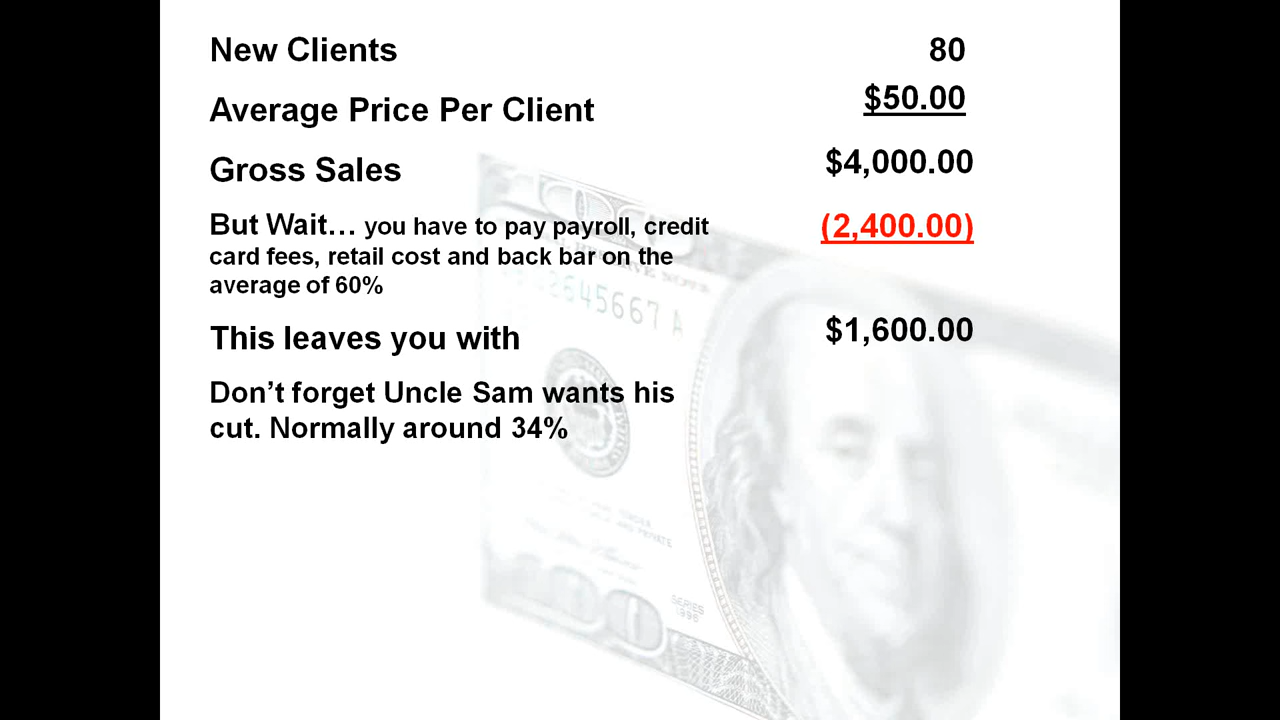 New Clients 80
Average Price Per Client $50.00
Gross Sales $4,000.00
But Wait… you have to pay payroll, credit (2,400.00)
card fees, retail cost and back bar on the
average of 60%
This leaves you with $1,600.00
Don’t forget Uncle Sam wants his
cut. Normally around 34%
SERIES
1996